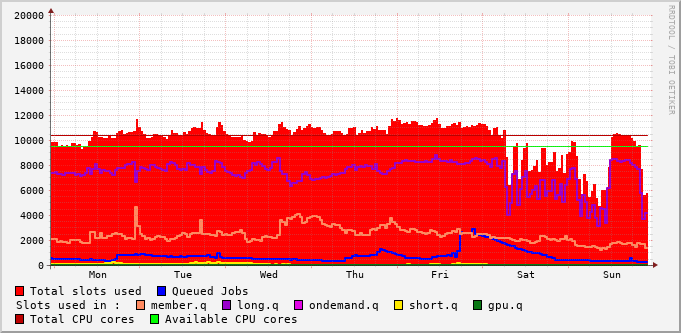 20000
RRDTOOL / TOBI OETIKER
18000
16000
14000
12000
10000
8000
6000
4000
2000
0
Mon Tue Wed Thu Fri Sat Sun
Total slots used Queued Jobs
Slots used in : member.q long.q ondemand.q short.q gpu.q
Total CPU cores Available CPU cores